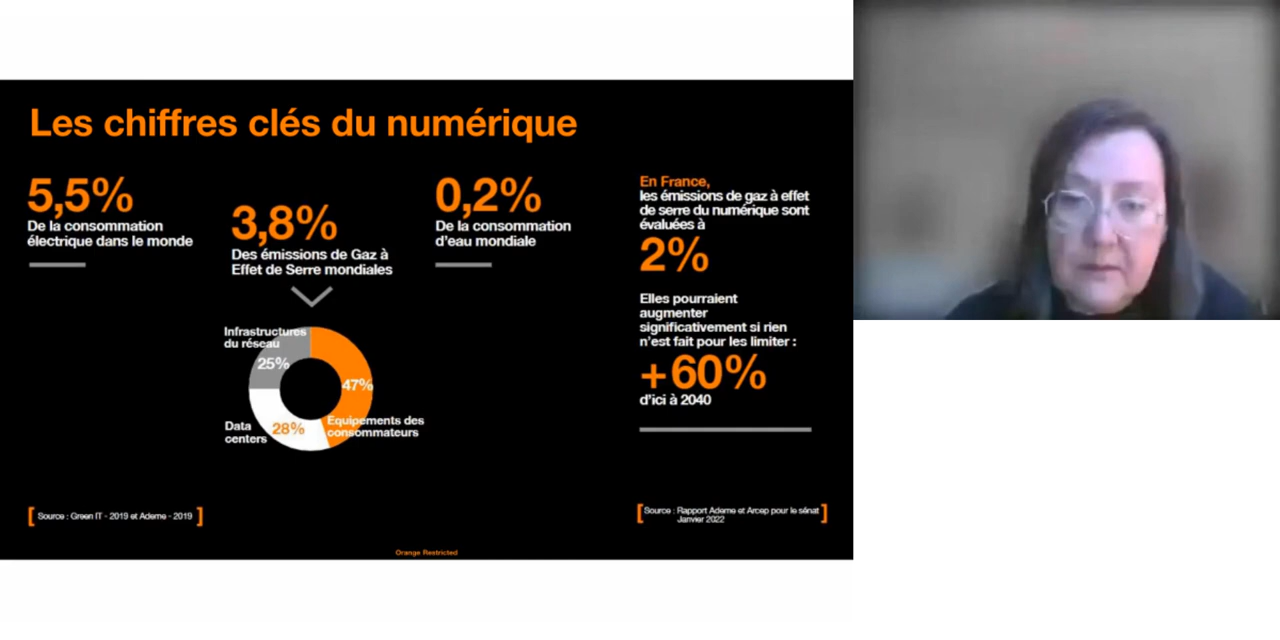 Les chiffres clés du numérique
5,5%
De la consommation
électrique dans le monde
3,8%
Des émissions de Gaz à
Effet de Serre mondiales
0,2%
De la consommation
d'eau mondiale
Infrastructures
du réseau
25%
47%
Data
centers
28%
Equipements des
consommateurs
En France,
les émissions de gaz à effet
de serre du numérique sont
évaluées à
2%
Elles pourraient
augmenter
significativement si rien
n'est fait pour les limiter :
+60%
d'ici à 2040
[ Source : Green IT - 2019 et Ademe - 2019 ]
[ Source : Rapport Ademe et Arcep pour le sénat
Janvier 2022 ]
Orange Restricted